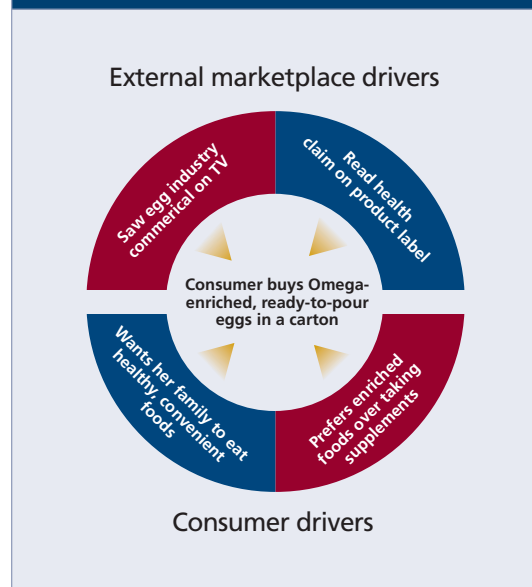 External marketplace drivers
Saw egg industry
commerical on TV
Read health
claim on product label
Consumer buys Omega-
enriched, ready-to-pour
eggs in a carton
Wants her family to eat
healthy, convenient
foods
Prefers enriched
foods over taking
supplements
Consumer drivers